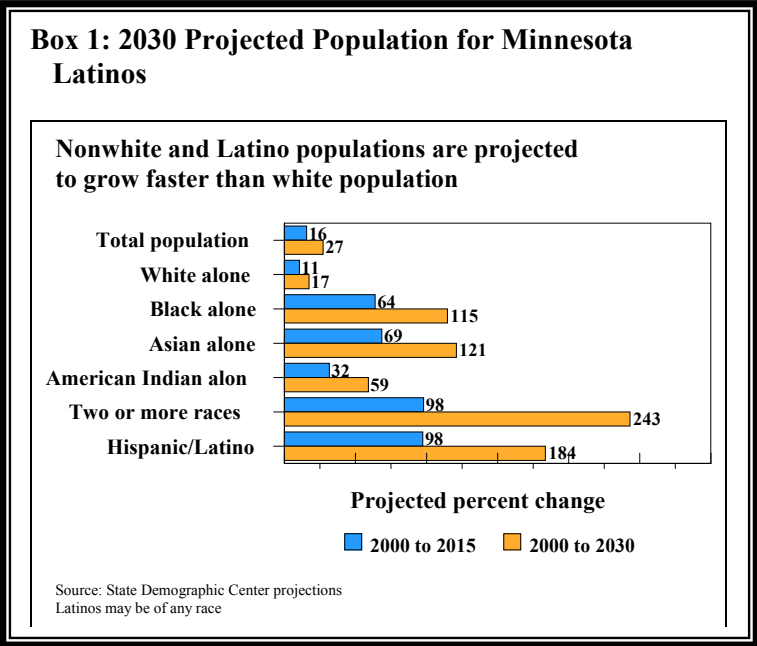 Box 1: 2030 Projected Population for Minnesota
Latinos
Nonwhite and Latino populations are projected
to grow faster than white population
Total population
16
27
White alone
11
17
Black alone
64
115
Asian alone
69
121
American Indian alon
32
59
Two or more races
98
243
Hispanic/Latino
98
184
Projected percent change
2000 to 2015
2000 to 2030
Source: State Demographic Center projections
Latinos may be of any race